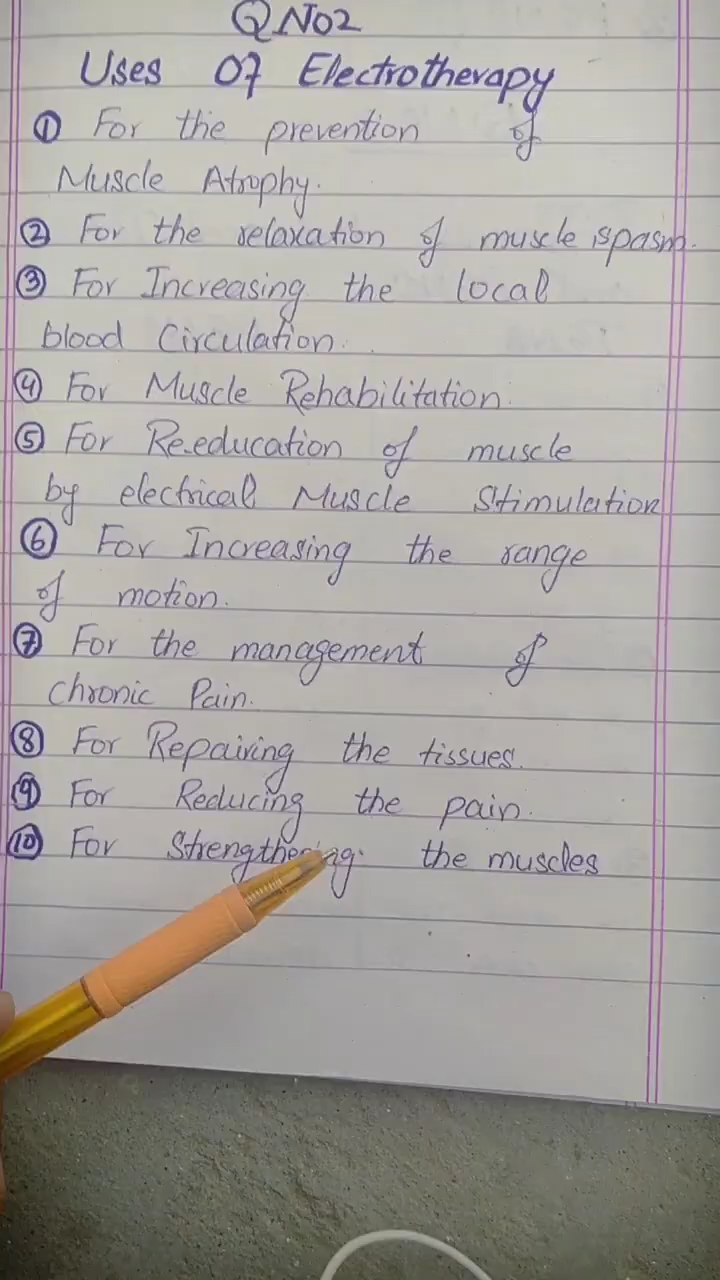 Q No 2
Uses Of Electrotherapy
① For the prevention of
Muscle Atrophy.
② For the relaxation of muscle spasm.
③ For Increasing the local
blood Circulation.
④ For Muscle Rehabilitation.
⑤ For Re-education of muscle
by electrical Muscle Stimulation
⑥ For Increasing the range
of motion.
⑦ For the management of
chronic Pain.
⑧ For Repairing the tissues.
⑨ For Reducing the pain.
⑩ For Strengthening the muscles